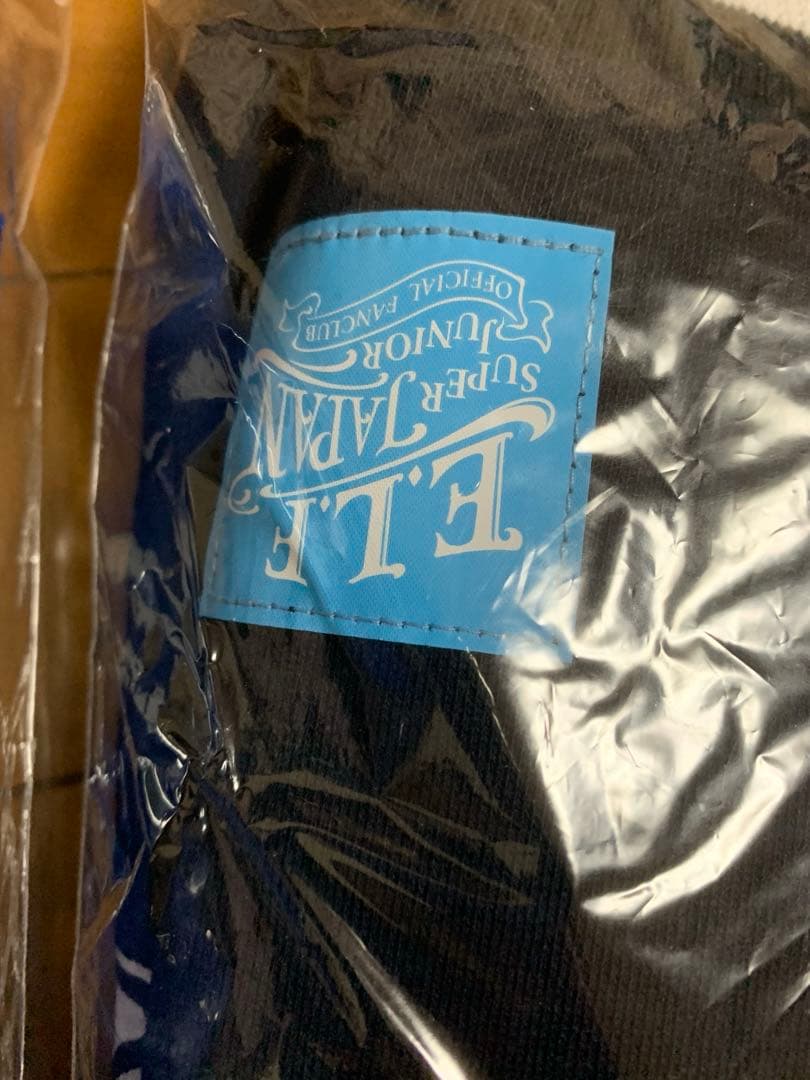 E.L.F
SUPER JAPAN
JUNIOR
OFFICIAL FANCLUB